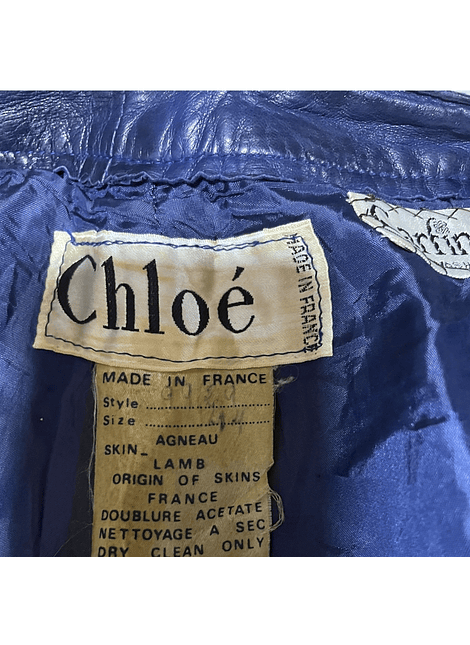 Chloé
MADE IN FRANCE
MADE IN FRANCE
Style
Size
AGNEAU
SKIN_
LAMB
ORIGIN OF SKINS
FRANCE
DOUBLURE ACETATE
NETTOYAGE A SEC
DRY CLEAN ONLY